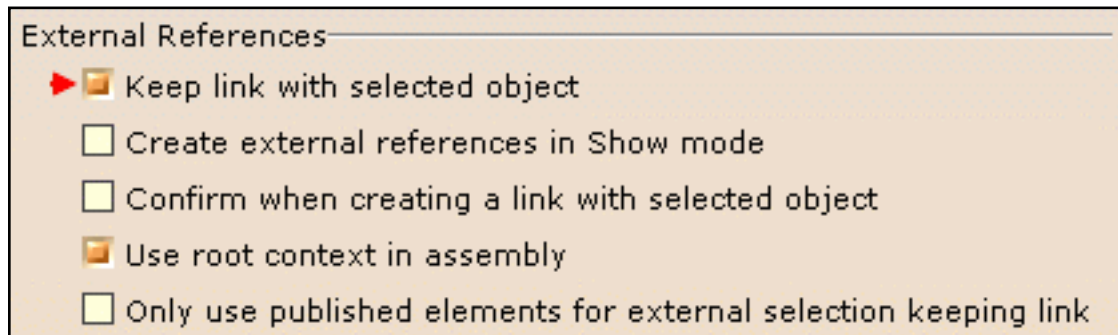 External References
Keep link with selected object
Create external references in Show mode
Confirm when creating a link with selected object
Use root context in assembly
Only use published elements for external selection keeping link